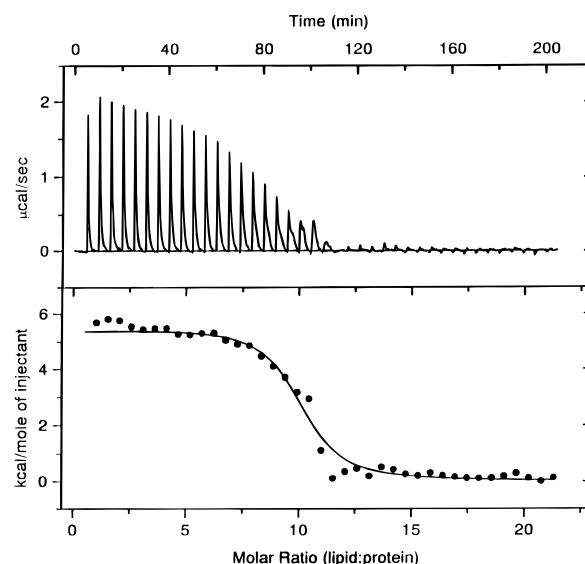 Time (min)
0 40 80 120 160 200
2
1
0
μcal/sec
6
4
2
0
kcal/mole of injectant
0 5 10 15 20
Molar Ratio (lipid:protein)